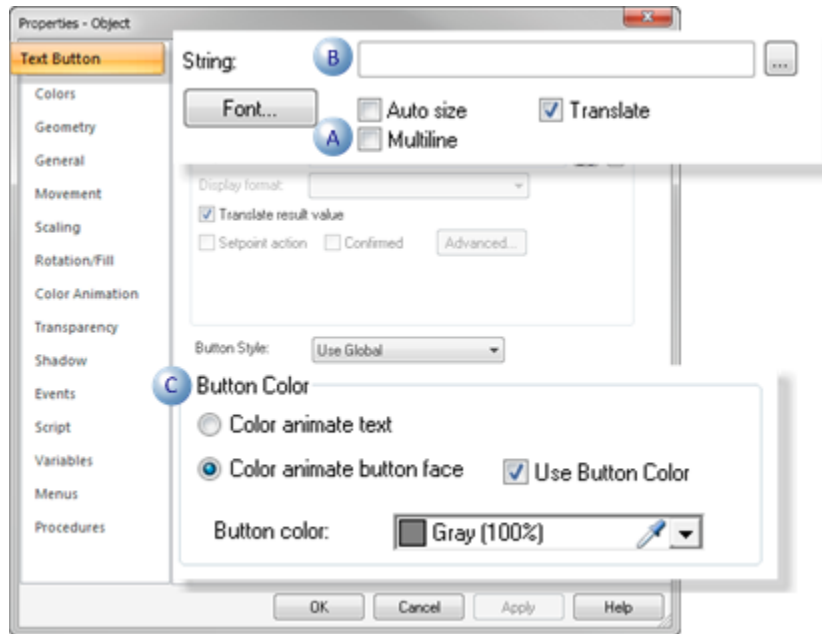 Properties - Object
Text Button
Colors
Geometry
General
Movement
Scaling
Rotation/Fill
Color Animation
Transparency
Shadow
Events
Script
Variables
Menus
Procedures
String: B ...
Font... Auto size Translate
A Multiline
Display format:
Translate result value
Setpoint action Confirmed Advanced...
Button Style: Use Global
C Button Color
Color animate text
Color animate button face Use Button Color
Button color: Gray (100%)
OK Cancel Apply Help